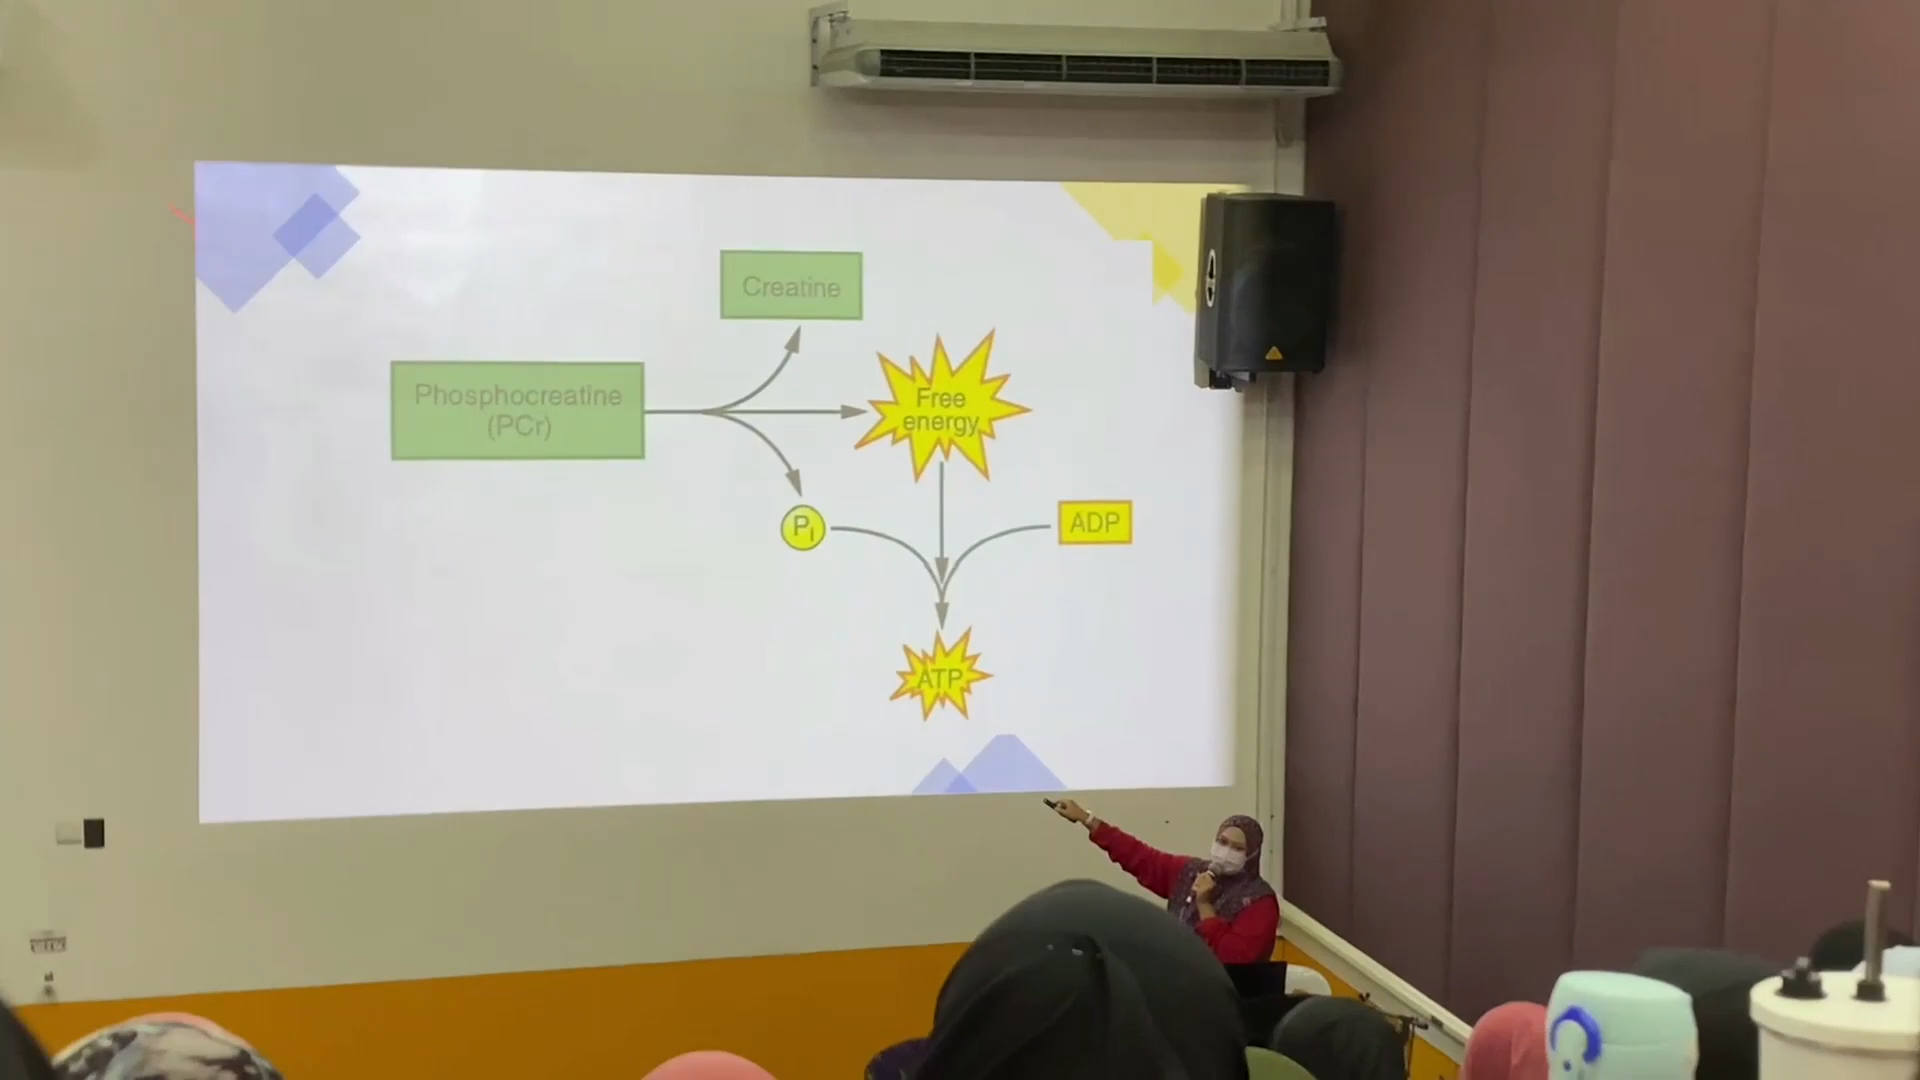 Creatine
Phosphocreatine
(PCr)
Free
energy
Pi
ADP
ATP